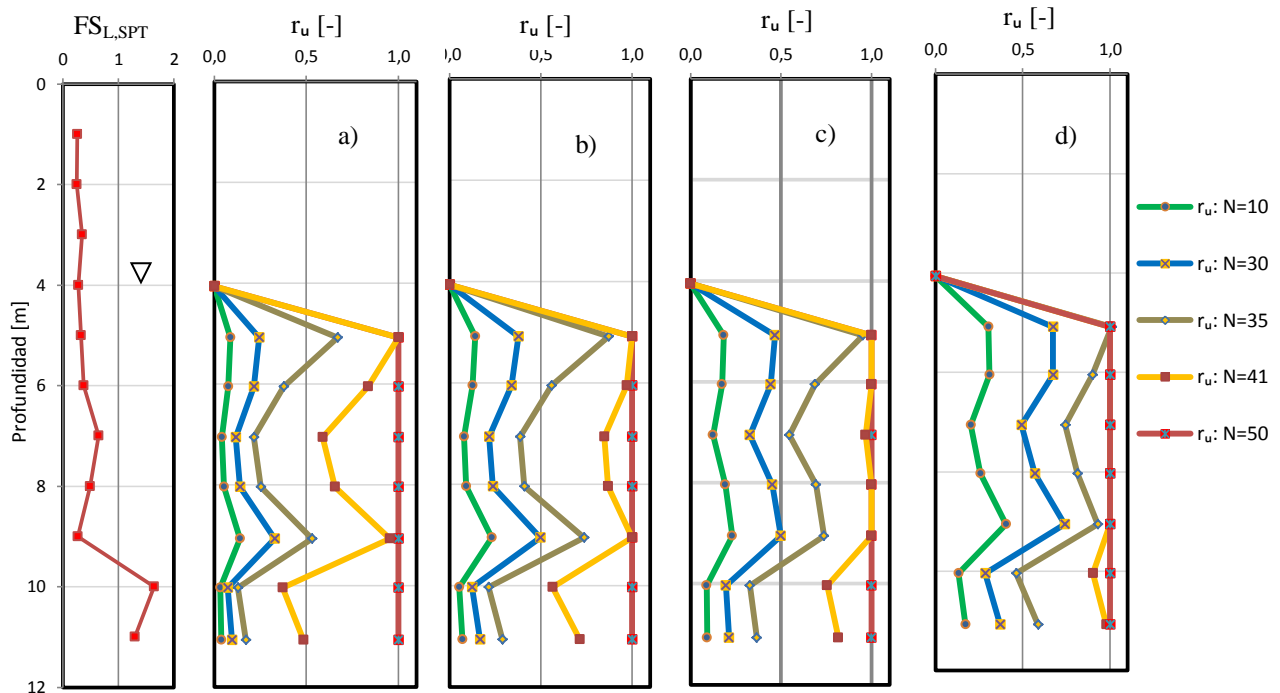 FS_L,SPT
0 1 2
Profundidad [m]
0
2
4
6
8
10
12
rᵤ [-]
0,0 0,5 1,0
a)
rᵤ [-]
0,0 0,5 1,0
b)
rᵤ [-]
0,0 0,5 1,0
c)
rᵤ [-]
0,0 0,5 1,0
d)
rᵤ: N=10
rᵤ: N=30
rᵤ: N=35
rᵤ: N=41
rᵤ: N=50